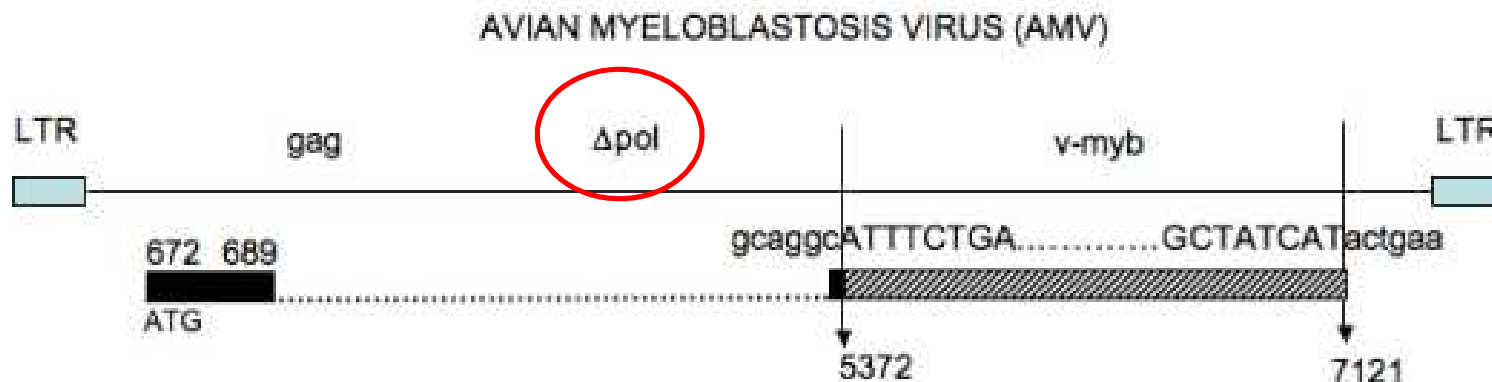 AVIAN MYELOBLASTOSIS VIRUS (AMV)
LTR gag Δpol v-myb LTR
gcaggcATTTCTGA.............GCTATCATactgaa
672 689
ATG
5372 7121